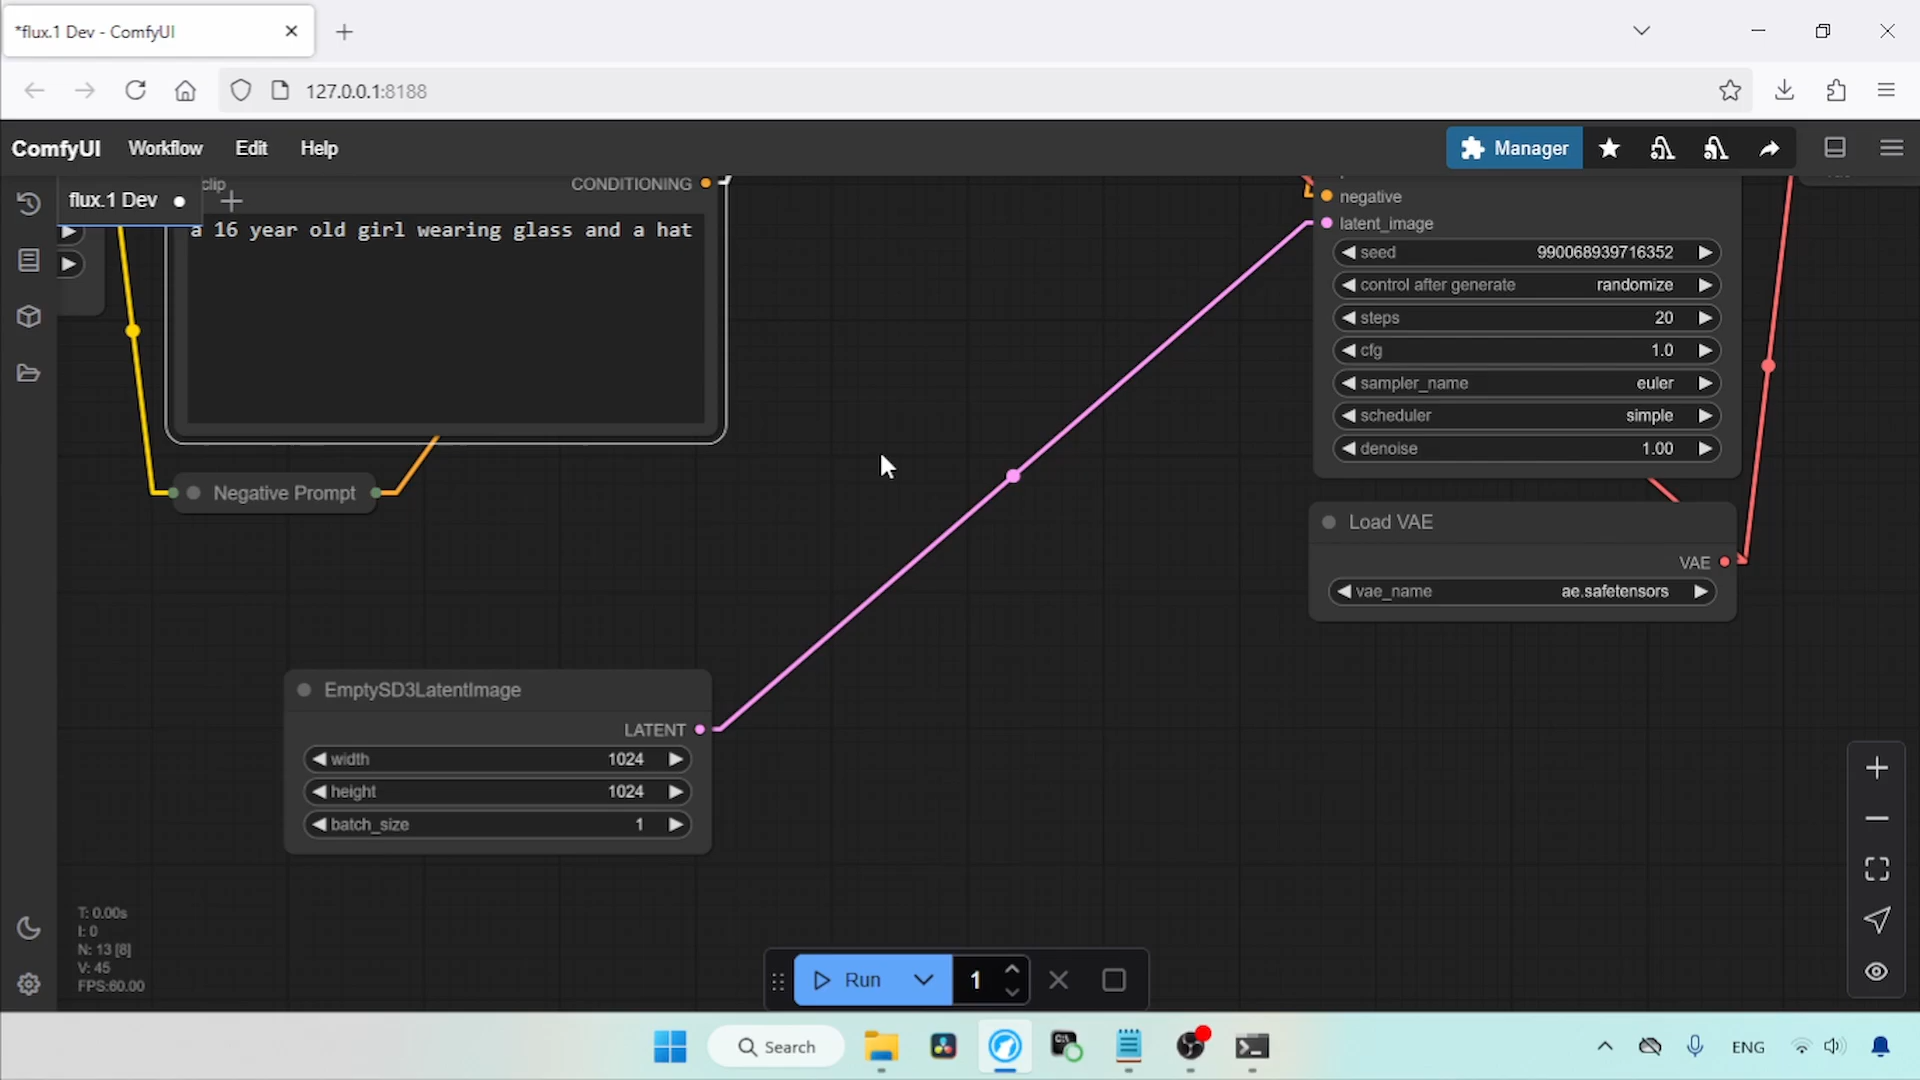 *flux.1 Dev - ComfyUI
127.0.0.1:8188
ComfyUI Workflow Edit Help Manager
flux.1 Dev
clip CONDITIONING
a 16 year old girl wearing glass and a hat
Negative Prompt
EmptySD3LatentImage
LATENT
width 1024
height 1024
batch_size 1
negative
latent_image
seed 990068939716352
control after generate randomize
steps 20
cfg 1.0
sampler_name euler
scheduler simple
denoise 1.00
Load VAE
VAE
vae_name ae.safetensors
T: 0.00s
I: 0
N: 13 [8]
V: 45
FPS:60.00
Run 1
Search
ENG